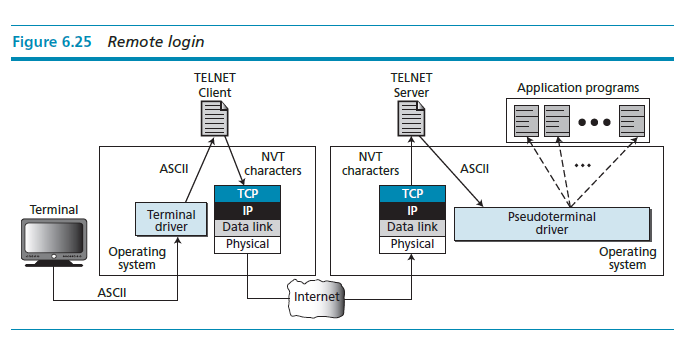 Figure 6.25 Remote login
TELNET
Client
TELNET
Server
Application programs
ASCII
NVT
characters
NVT
characters
ASCII
Terminal
Terminal
driver
TCP
IP
Data link
Physical
TCP
IP
Data link
Physical
Pseudoterminal
driver
Operating
system
Operating
system
ASCII
Internet